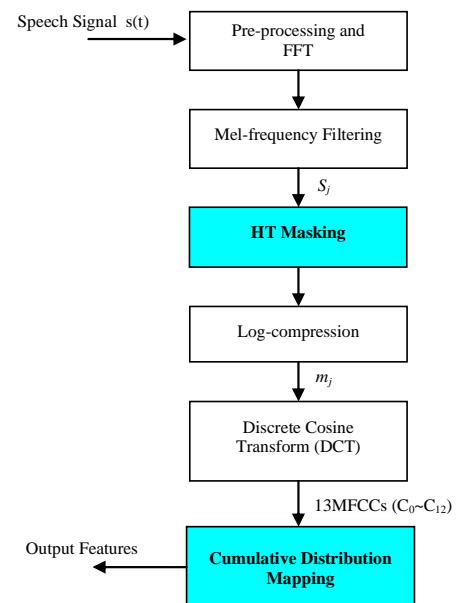 Speech Signal s(t)
Pre-processing and
FFT
Mel-frequency Filtering
Sj
HT Masking
Log-compression
mj
Discrete Cosine
Transform (DCT)
13MFCCs (C0~C12)
Output Features
Cumulative Distribution
Mapping